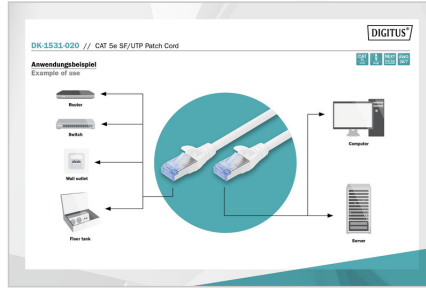 DIGITUS®
DK-1531-020 // CAT 5e SF/UTP Patch Cord
Anwendungsbeispiel
Example of use
Router
Switch
Wall outlet
Floor tank
Computer
Server